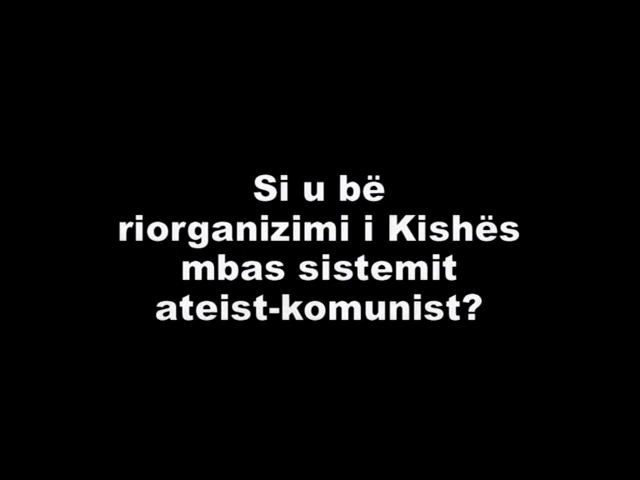 Si u bë
riorganizimi i Kishës
mbas sistemit
ateist-komunist?